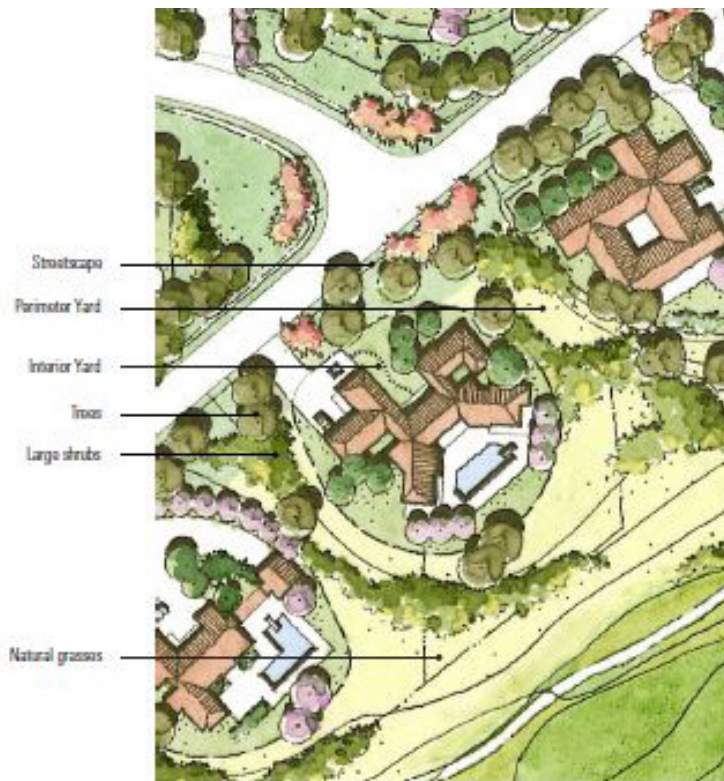 Streetscape
Perimeter Yard
Interior Yard
Trees
Large shrubs
Natural grasses